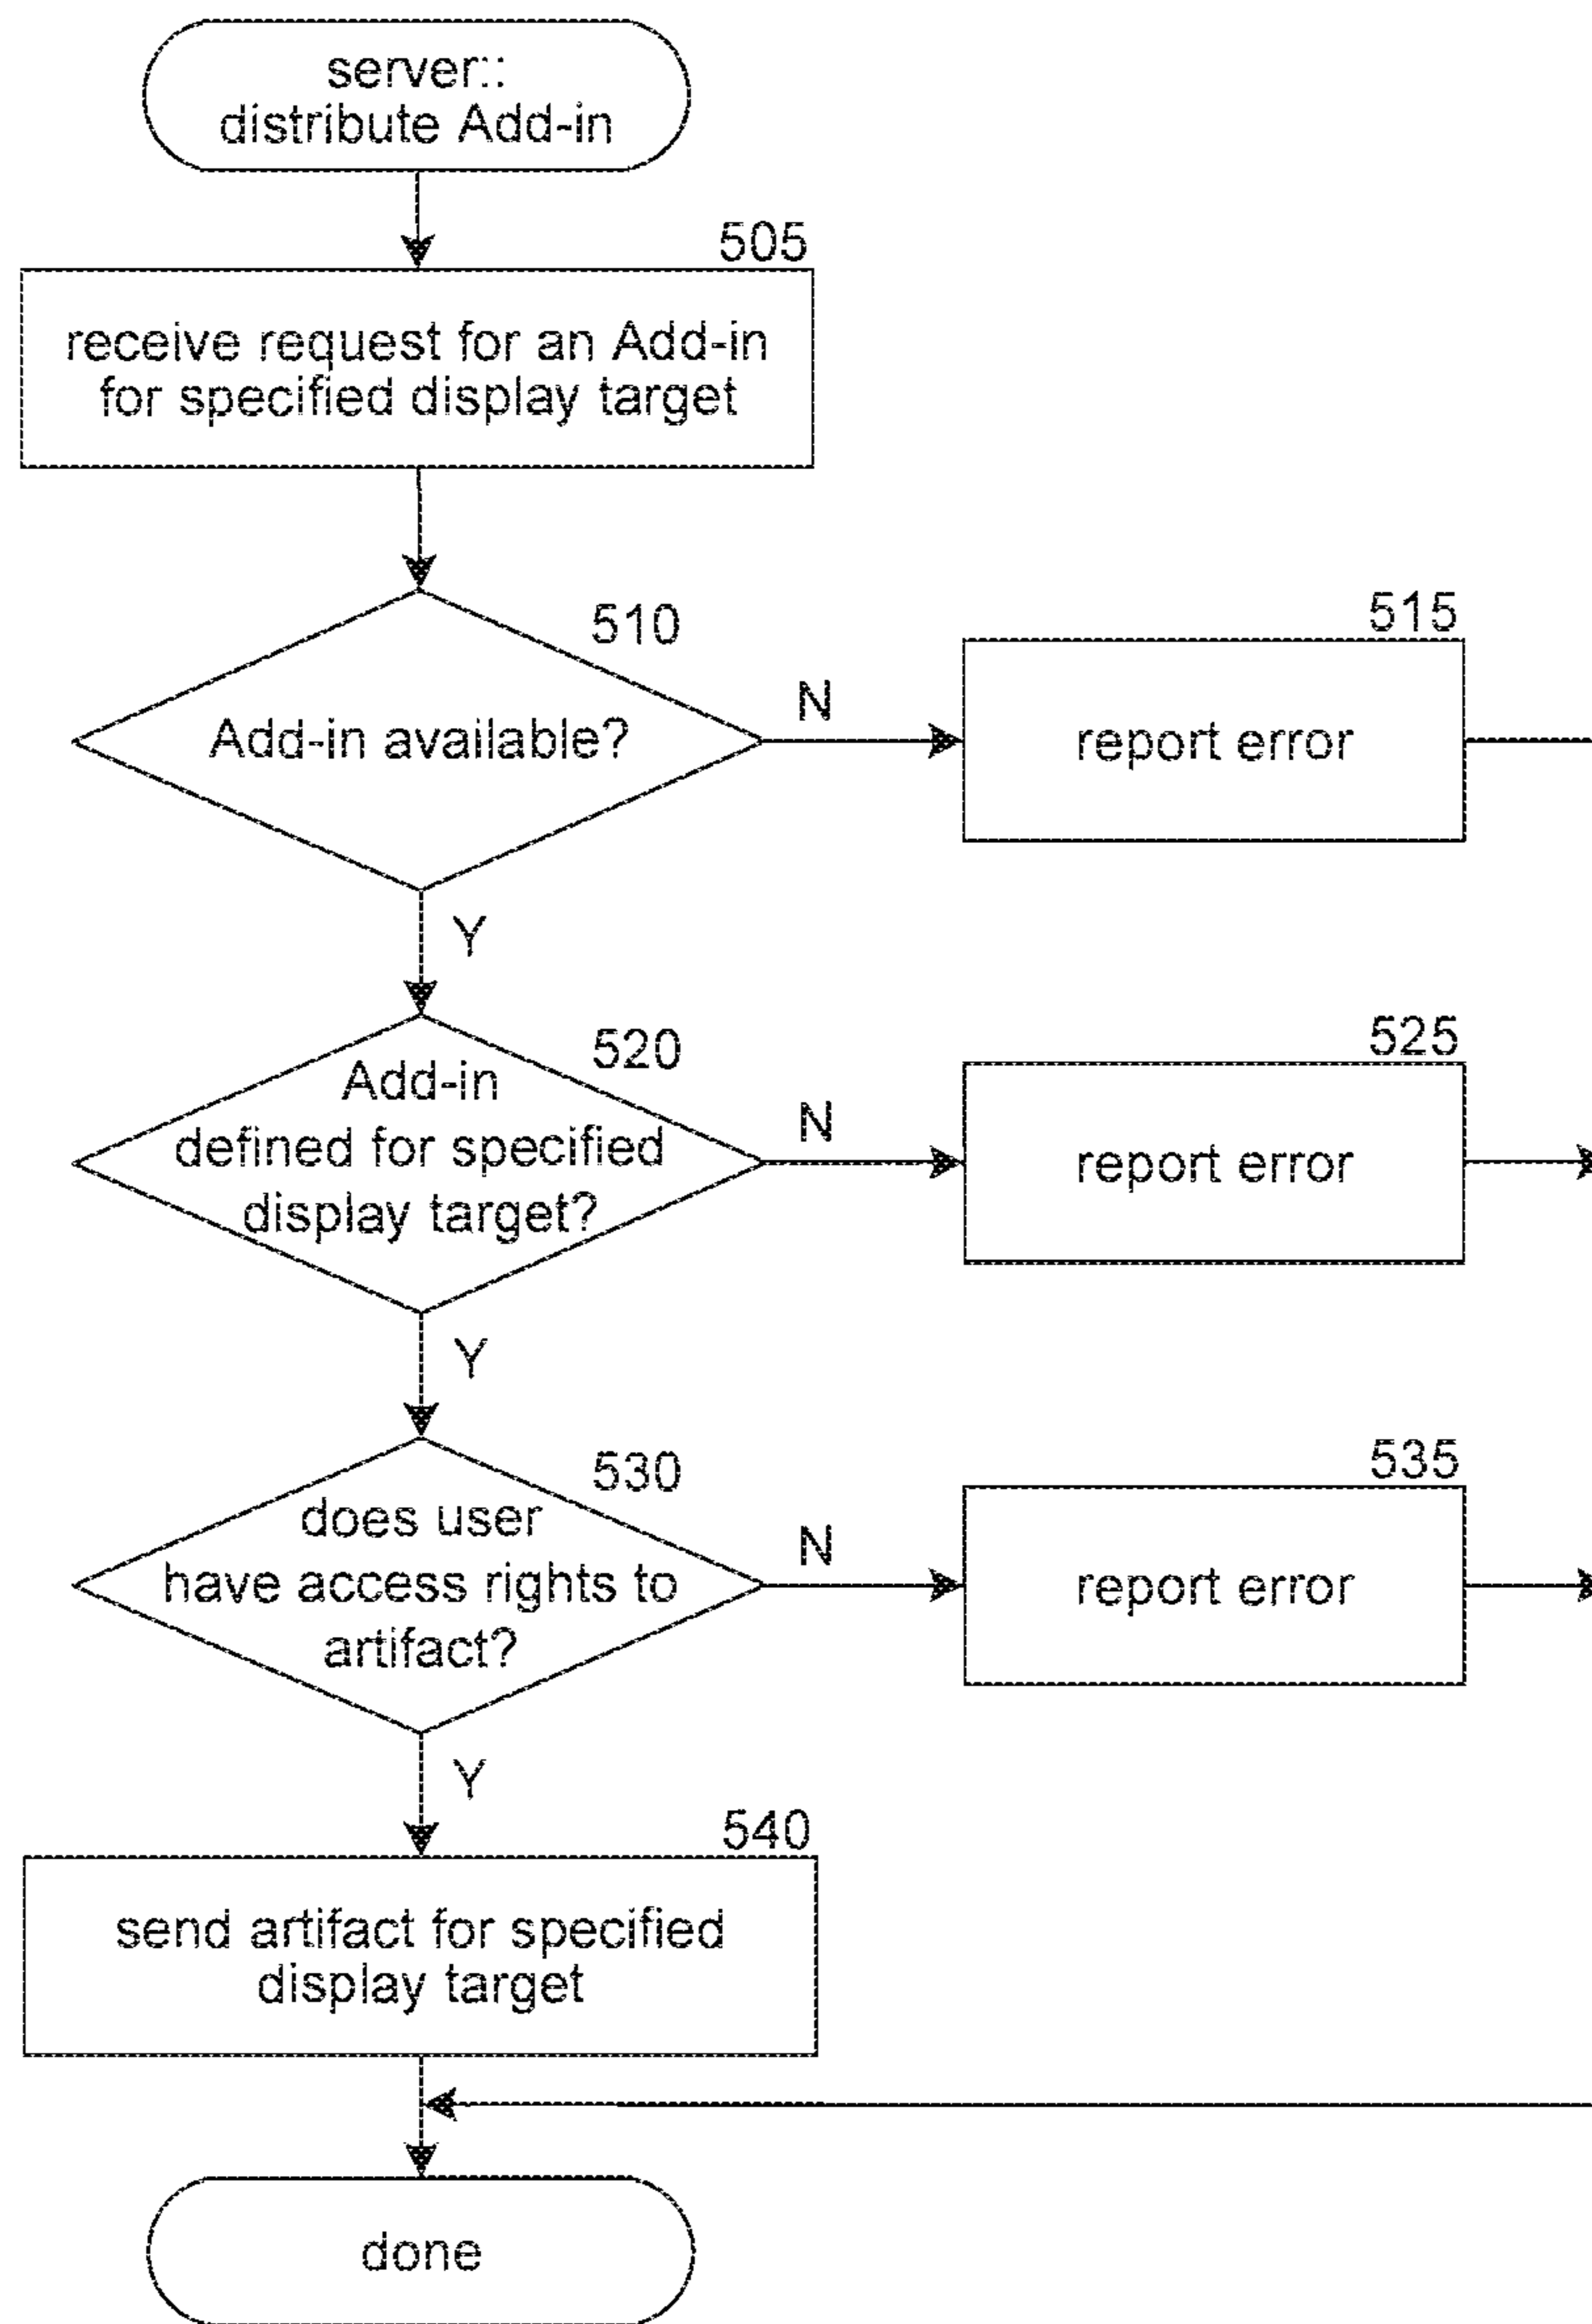 server::
distribute Add-in
505
receive request for an Add-in
for specified display target
510
Add-in available?
N
515
report error
Y
520
Add-in
defined for specified
display target?
N
525
report error
Y
530
does user
have access rights to
artifact?
N
535
report error
Y
540
send artifact for specified
display target
done